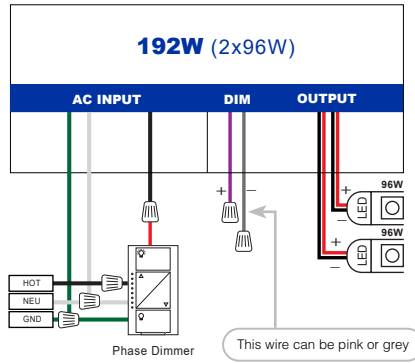 192W (2x96W)
AC INPUT DIM OUTPUT
+ −
96W
+
LED
−
96W
+
LED
−
HOT
NEU
GND
Phase Dimmer
This wire can be pink or grey